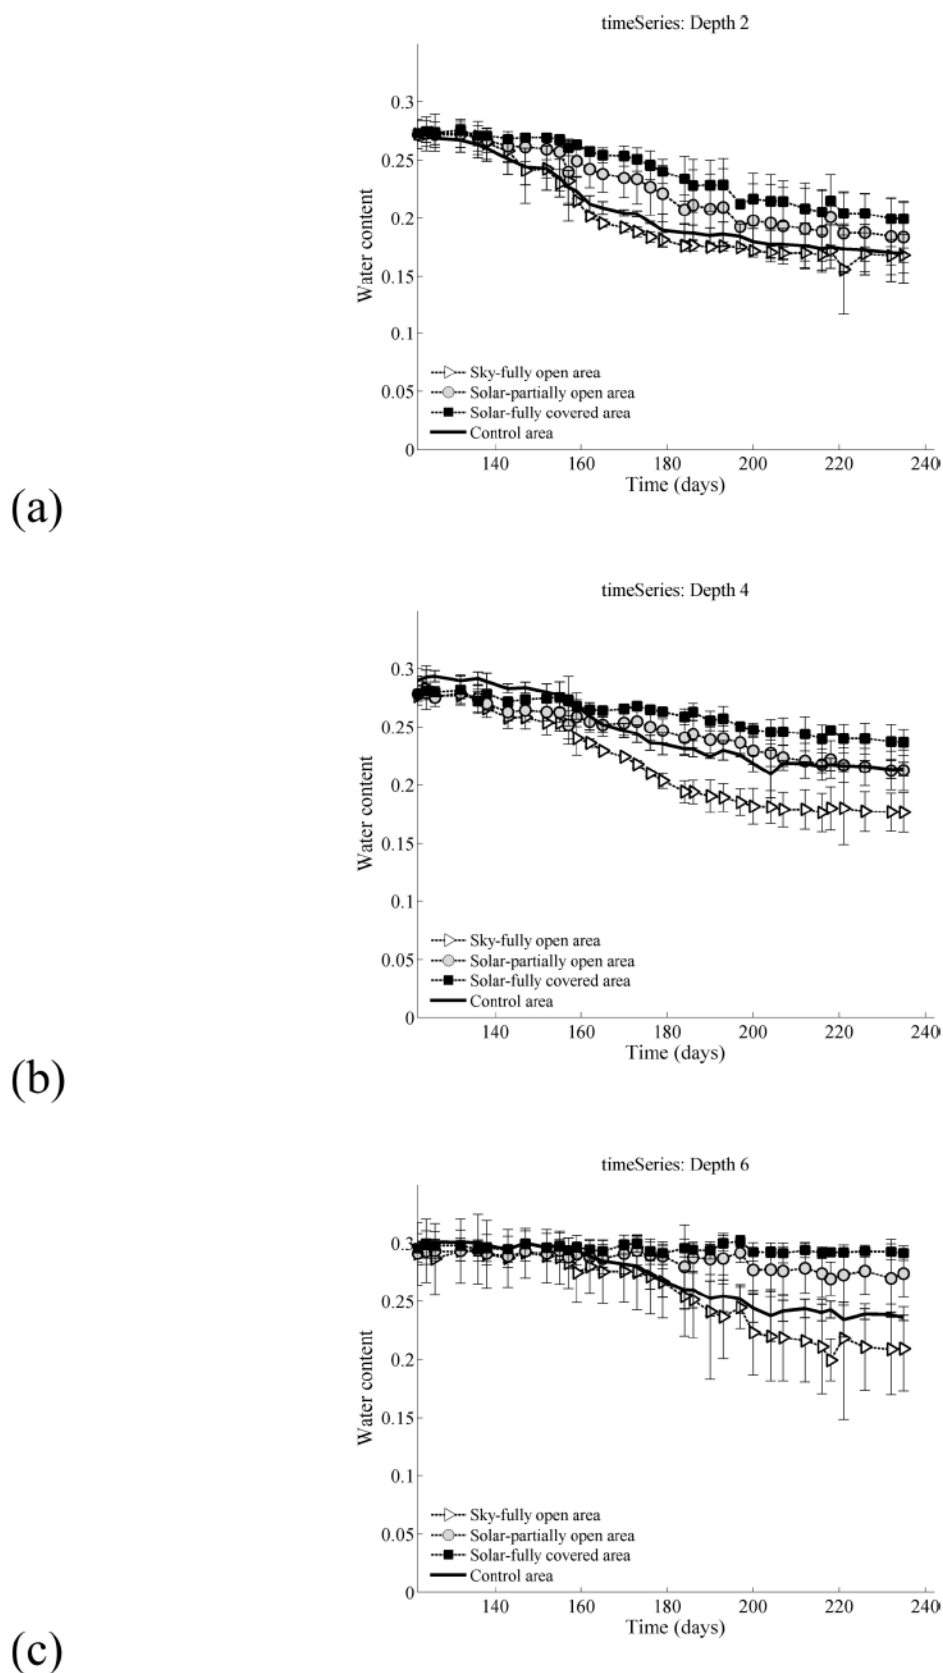 timeSeries: Depth 2
0.3
0.25
0.2
0.15
0.1
0.05
0
Water content
Sky-fully open area
Solar-partially open area
Solar-fully covered area
Control area
140 160 180 200 220 240
Time (days)
(a)
timeSeries: Depth 4
0.3
0.25
0.2
0.15
0.1
0.05
0
Water content
Sky-fully open area
Solar-partially open area
Solar-fully covered area
Control area
140 160 180 200 220 240
Time (days)
(b)
timeSeries: Depth 6
0.3
0.25
0.2
0.15
0.1
0.05
0
Water content
Sky-fully open area
Solar-partially open area
Solar-fully covered area
Control area
140 160 180 200 220 240
Time (days)
(c)